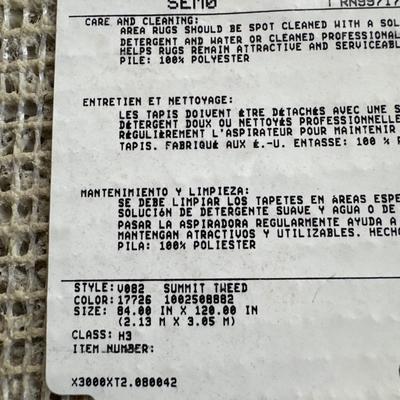 SEM0
CARE AND CLEANING:
AREA RUGS SHOULD BE SPOT CLEANED WITH A SOL
DETERGENT AND WATER OR CLEANED PROFESSIONAL
HELPS RUGS REMAIN ATTRACTIVE AND SERVICEABL
PILE: 100% POLYESTER
ENTRETIEN ET NETTOYAGE:
LES TAPIS DOIVENT ÊTRE DÉTACHÉS AVEC UNE S
DÉTERGENT DOUX OU NETTOYÉS PROFESSIONNELLE
RÉGULIÈREMENT L'ASPIRATEUR POUR MAINTENIR
TAPIS. FABRIQUÉ AUX É.-U. ENTASSE: 100 %
MANTENIMIENTO Y LIMPIEZA:
SE DEBE LIMPIAR LOS TAPETES EN ÁREAS ESPE
SOLUCIÓN DE DETERGENTE SUAVE Y AGUA O DE
PASAR LA ASPIRADORA REGULARMENTE AYUDA A
MANTENGAN ATRACTIVOS Y UTILIZABLES. HECHO
PILA: 100% POLIESTER
STYLE: V082 SUMMIT TWEED
COLOR: 17726 1002508882
SIZE: 84.00 IN X 120.00 IN
(2.13 M X 3.05 M)
CLASS: H3
ITEM NUMBER:
X3000XT2.080042